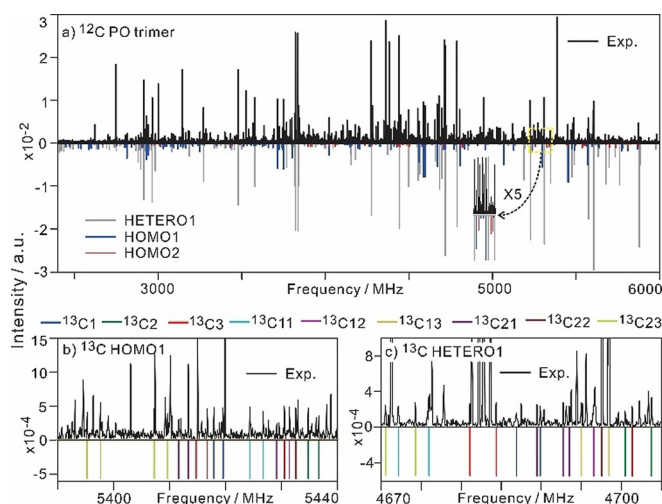 3
a) ¹²C PO trimer
Exp.
2
1
0
x10⁻²
-1
X5
HETERO1
-2
HOMO1
HOMO2
-3
3000 Frequency / MHz 5000 6000
Intensity / a.u.
¹³C1 ¹³C2 ¹³C3 ¹³C11 ¹³C12 ¹³C13 ¹³C21 ¹³C22 ¹³C23
15
b) ¹³C HOMO1
Exp.
10
5
0
x10⁻⁴
-5
5400 Frequency / MHz 5440
c) ¹³C HETERO1
8
Exp.
4
0
x10⁻⁴
-4
4670 Frequency / MHz 4700